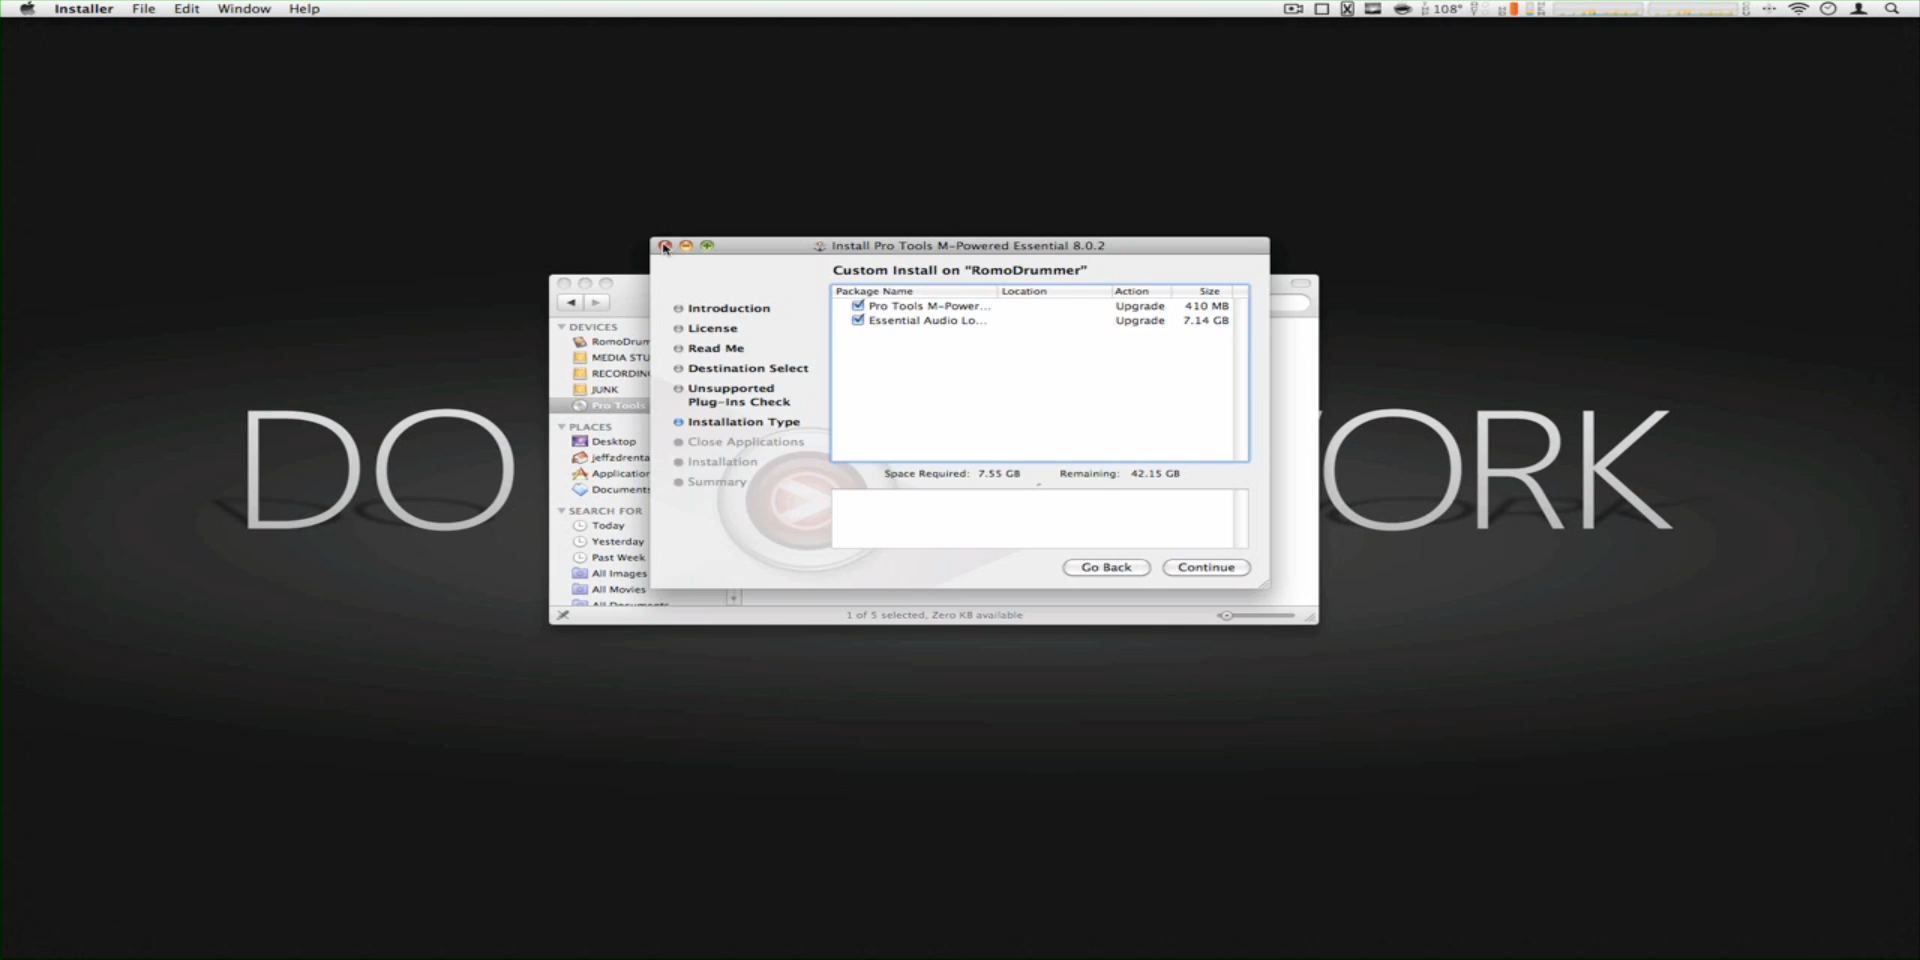 Installer File Edit Window Help
108°
Install Pro Tools M-Powered Essential 8.0.2
Custom Install on "RomoDrummer"
Package Name Location Action Size
Pro Tools M-Power... Upgrade 410 MB
Essential Audio Lo... Upgrade 7.14 GB
Introduction
License
Read Me
Destination Select
Unsupported
Plug-Ins Check
Installation Type
Close Applications
Installation
Summary
Space Required: 7.55 GB Remaining: 42.15 GB
Go Back Continue
DEVICES
RomoDrum
MEDIA STU
RECORDIN
JUNK
Pro Tools
PLACES
Desktop
jeffzdrenta
Application
Documents
SEARCH FOR
Today
Yesterday
Past Week
All Images
All Movies
All Documents
1 of 5 selected, Zero KB available
DO ORK